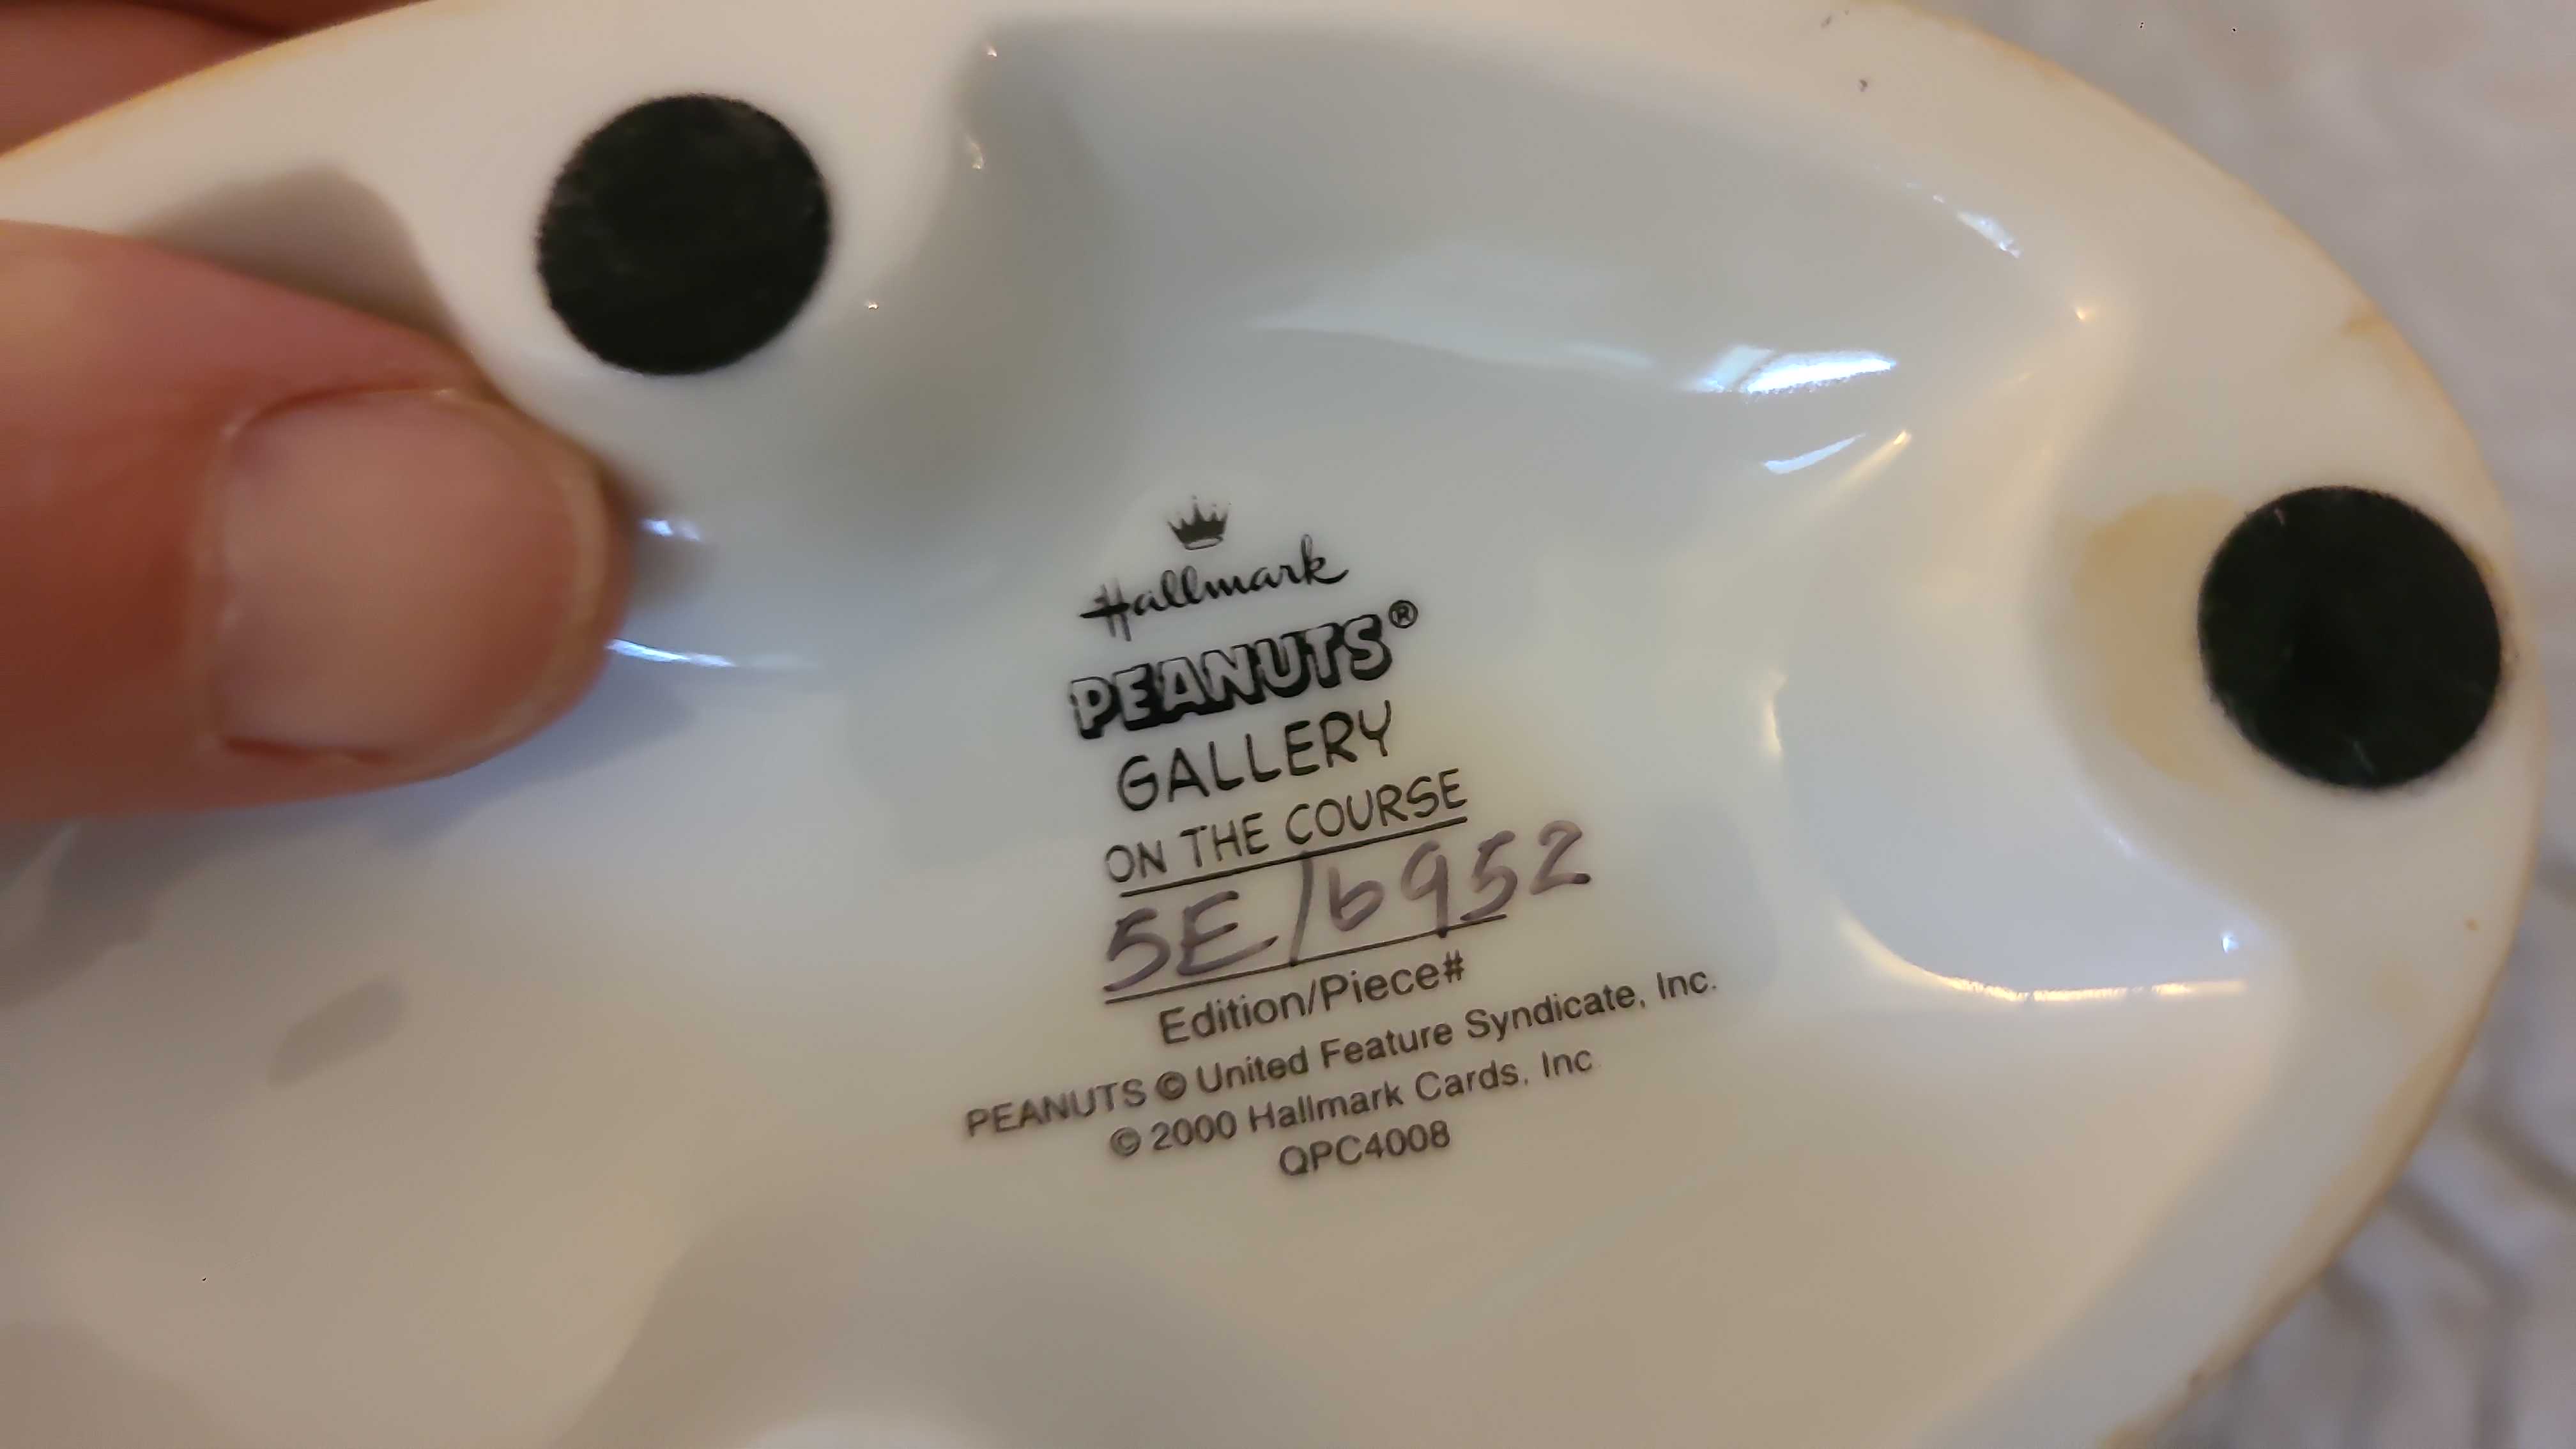 Hallmark
PEANUTS®
GALLERY
ON THE COURSE
5E/6952
Edition/Piece#
PEANUTS © United Feature Syndicate, Inc.
© 2000 Hallmark Cards, Inc
QPC4008